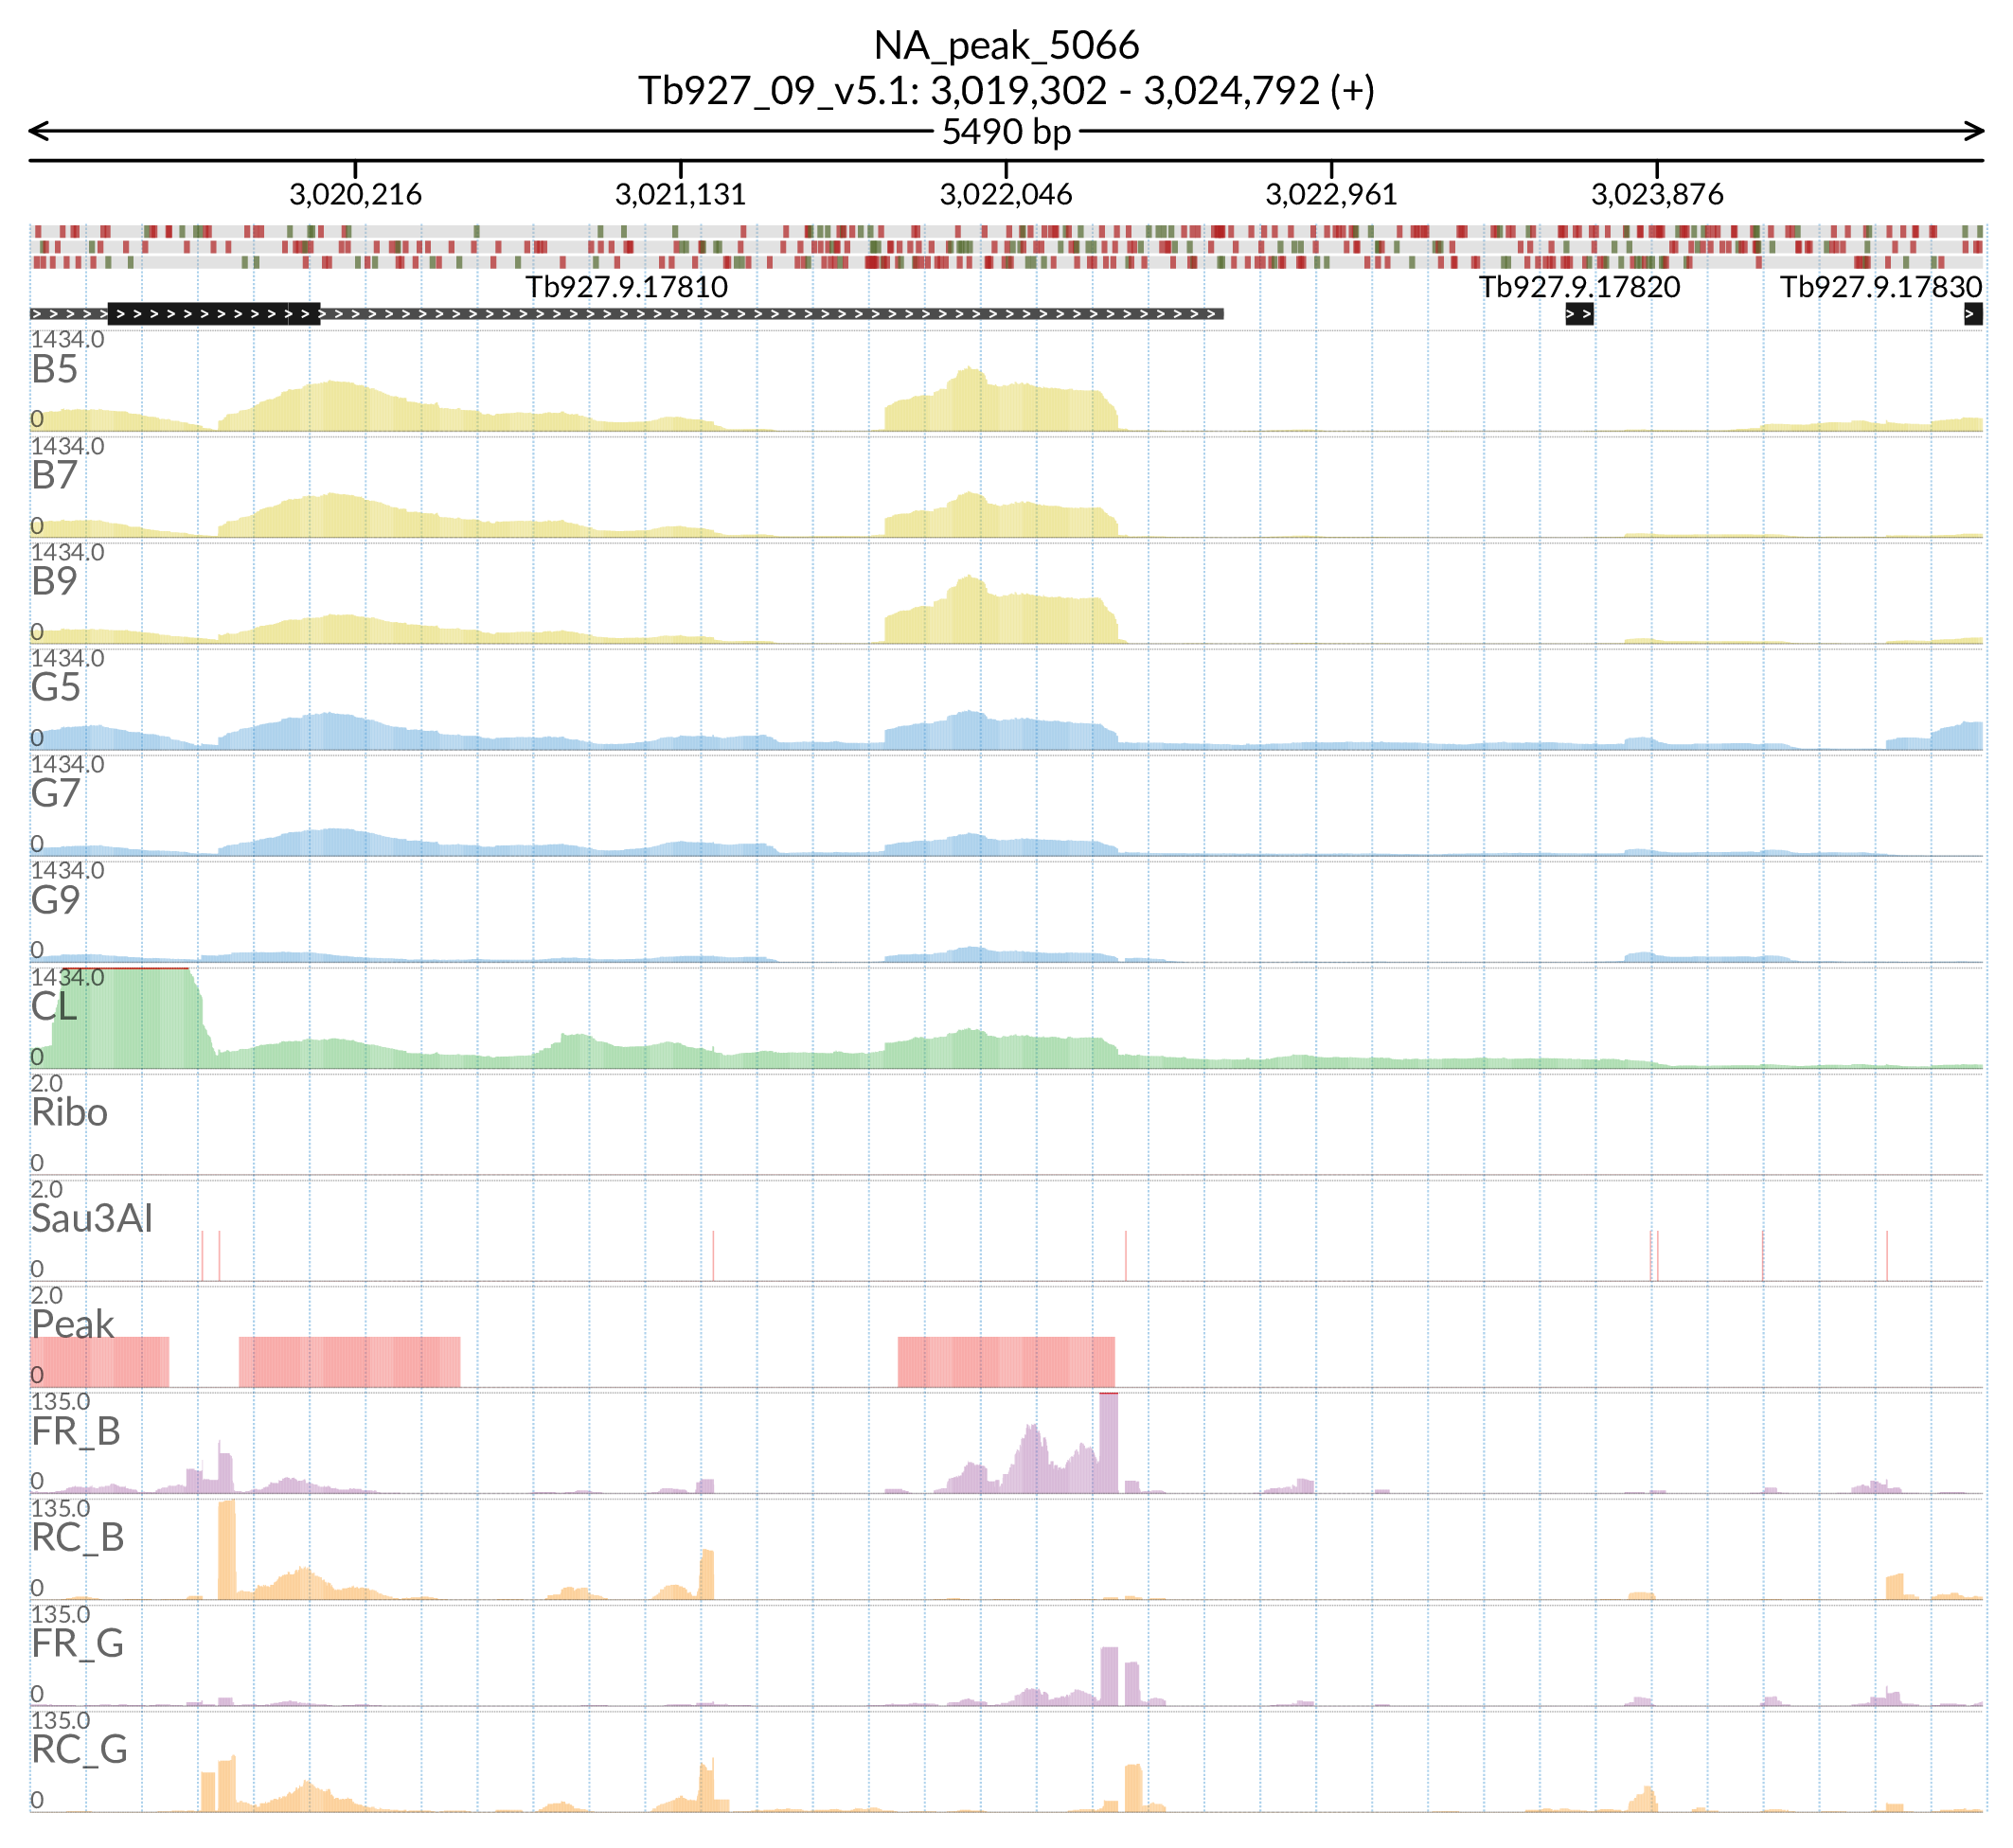 NA_peak_5066
Tb927_09_v5.1: 3,019,302 - 3,024,792 (+)
5490 bp
3,020,216 3,021,131 3,022,046 3,022,961 3,023,876
Tb927.9.17810 Tb927.9.17820 Tb927.9.17830
1434.0
B5
0
1434.0
B7
0
1434.0
B9
0
1434.0
G5
0
1434.0
G7
0
1434.0
G9
0
1434.0
CL
0
2.0
Ribo
0
2.0
Sau3AI
0
2.0
Peak
0
135.0
FR_B
0
135.0
RC_B
0
135.0
FR_G
0
135.0
RC_G
0